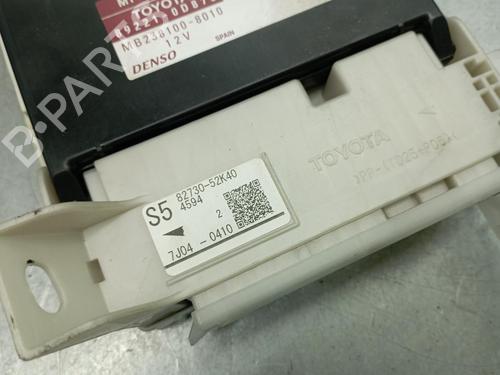 TOYOTA
MB238100-8010
12V
SPAIN
DENSO
TOYOTA
S5
82730-52K40
4594
2
7J04-0410
B-PARTS